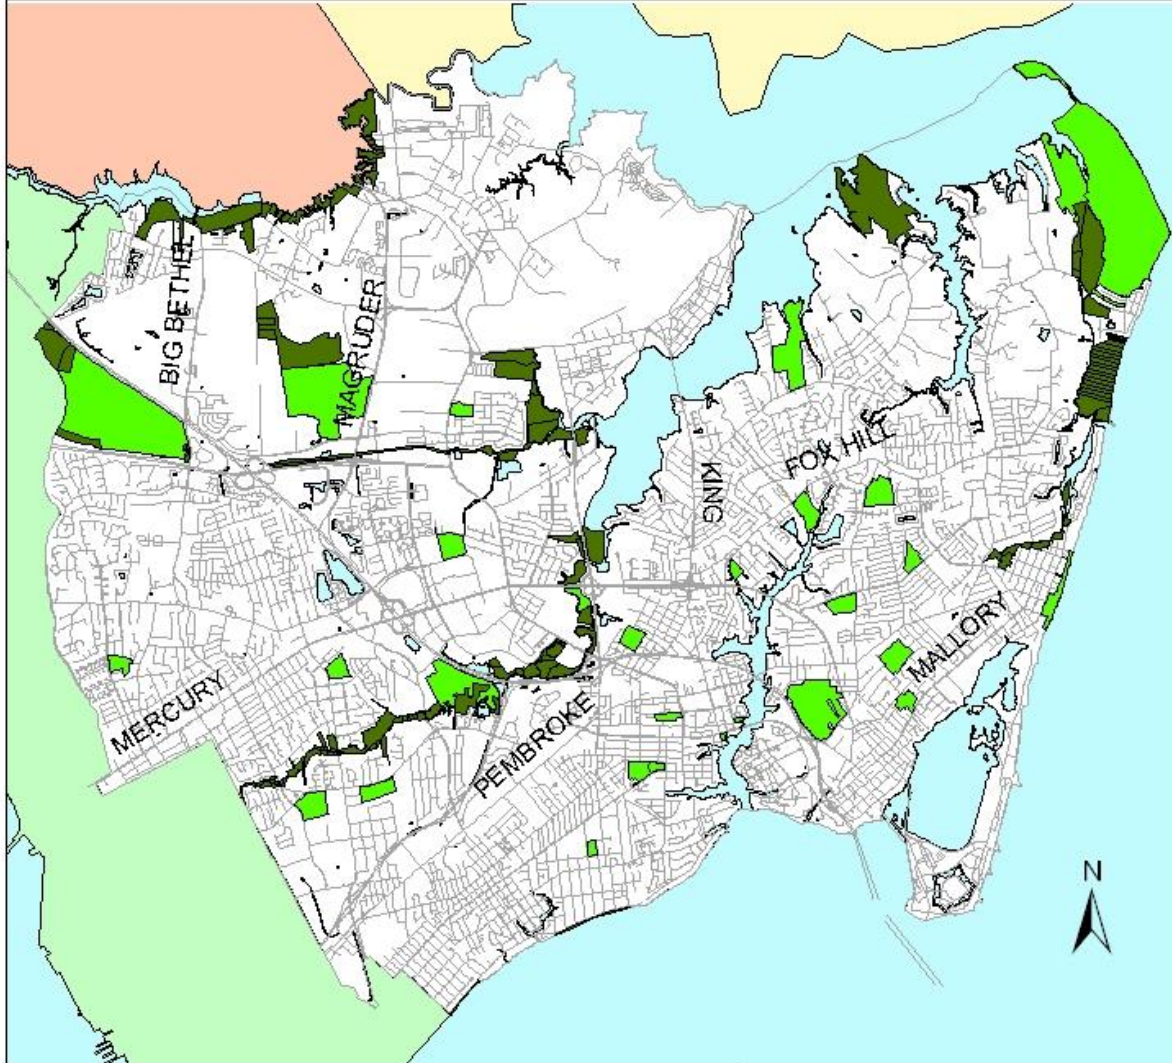 BIG BETHEL
MAGRUDER
FOX HILL
KING
MALLORY
MERCURY
PEMBROKE
N